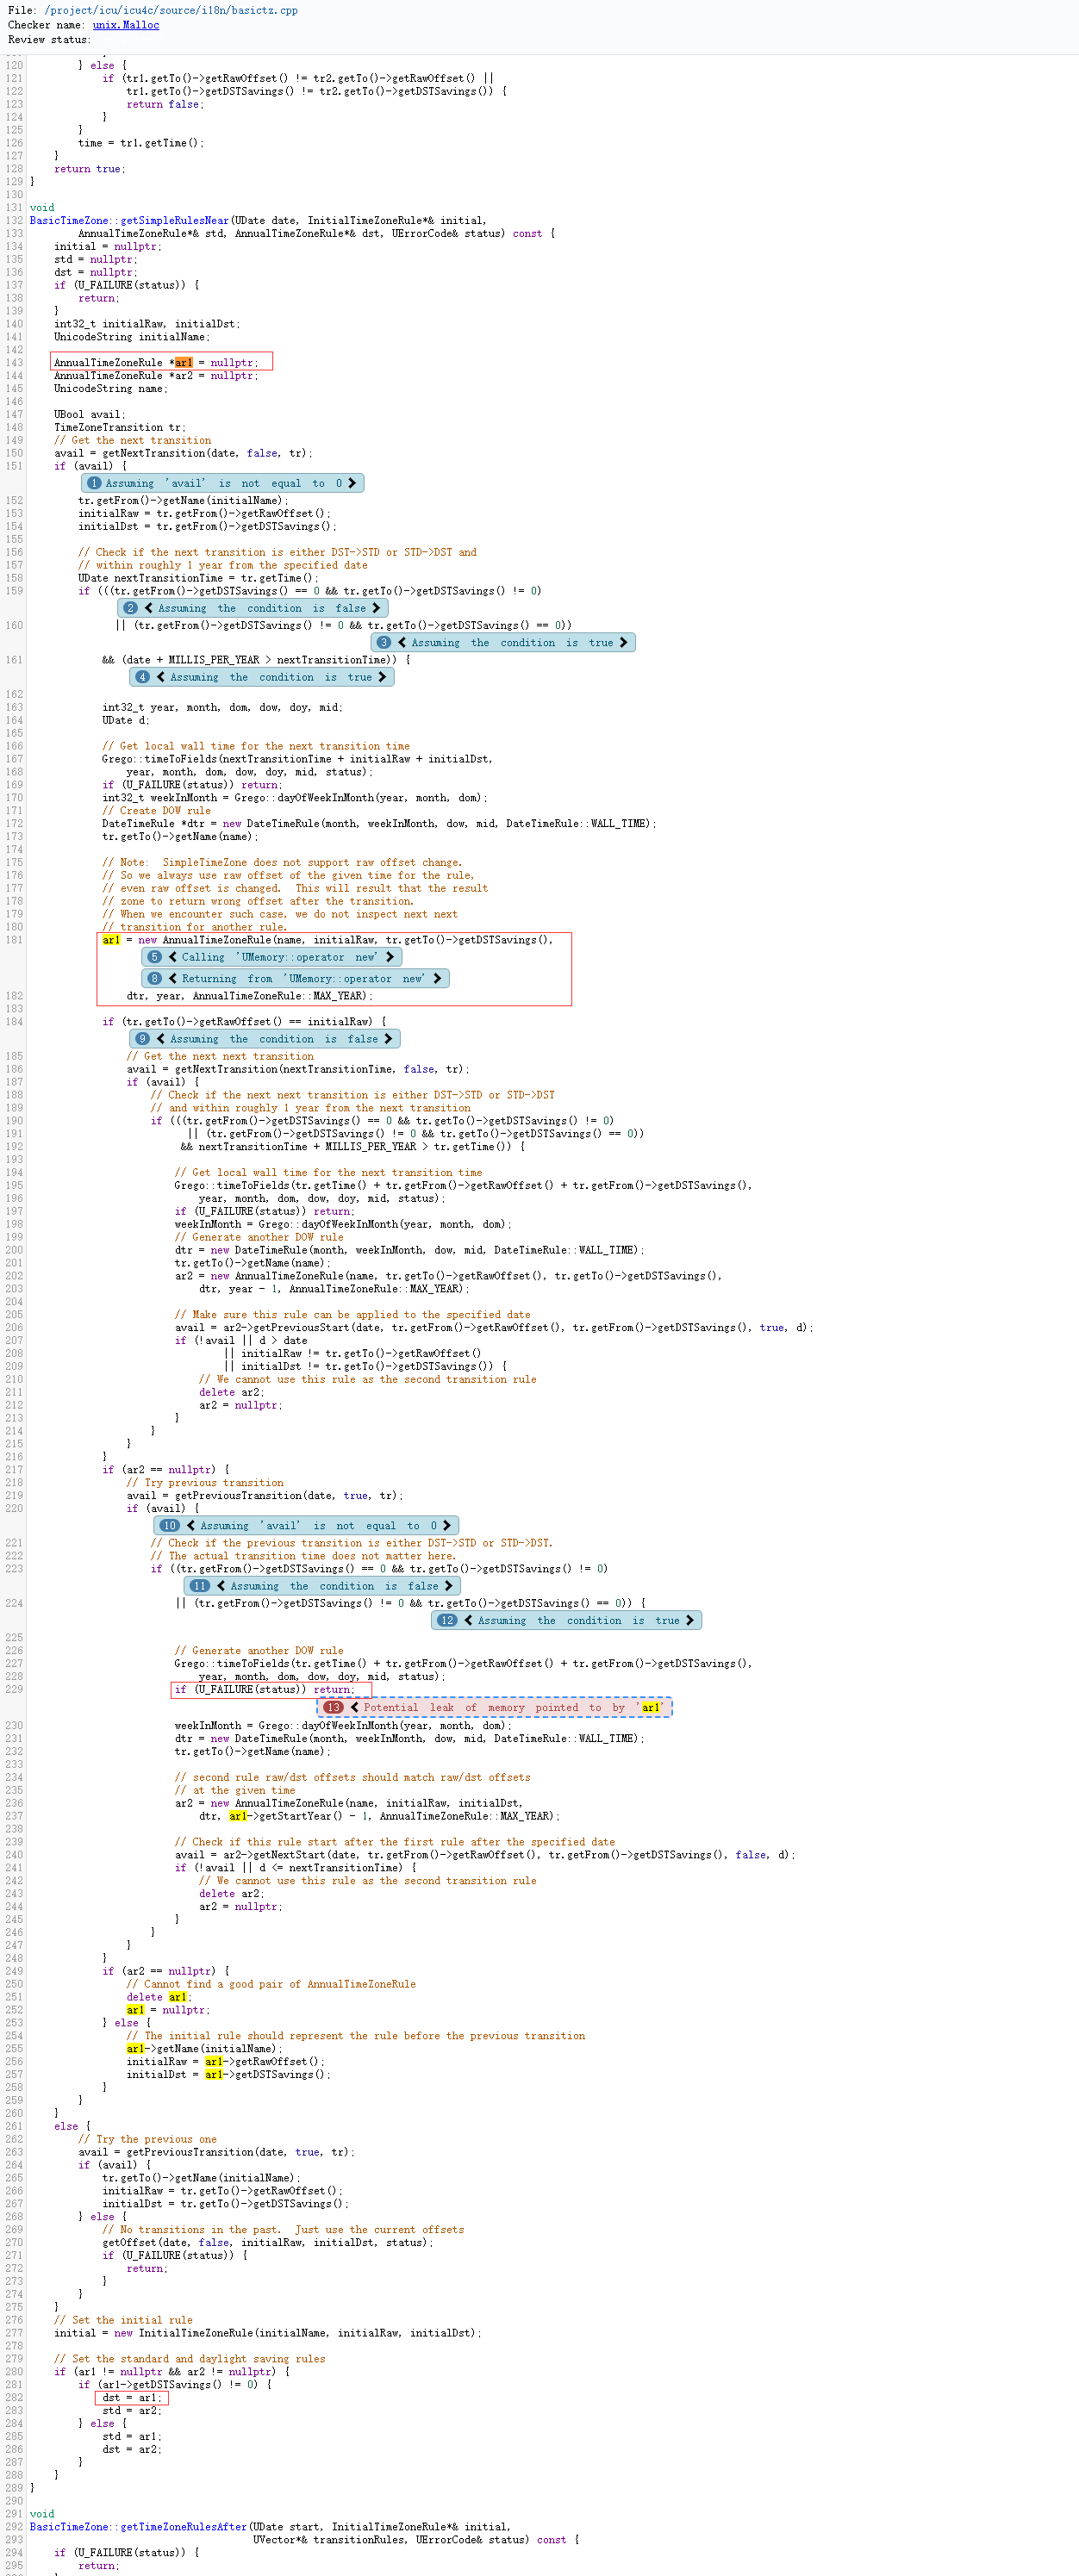 File: /project/icu/icu4c/source/i18n/basictz.cpp
Checker name: unix.Malloc
Review status:
120         } else {
121             if (tr1.getTo()->getRawOffset() != tr2.getTo()->getRawOffset() ||
122                 tr1.getTo()->getDSTSavings() != tr2.getTo()->getDSTSavings()) {
123                 return false;
124             }
125         }
126         time = tr1.getTime();
127     }
128     return true;
129 }
130
131 void
132 BasicTimeZone::getSimpleRulesNear(UDate date, InitialTimeZoneRule*& initial,
133         AnnualTimeZoneRule*& std, AnnualTimeZoneRule*& dst, UErrorCode& status) const {
134     initial = nullptr;
135     std = nullptr;
136     dst = nullptr;
137     if (U_FAILURE(status)) {
138         return;
139     }
140     int32_t initialRaw, initialDst;
141     UnicodeString initialName;
142
143     AnnualTimeZoneRule *ar1 = nullptr;
144     AnnualTimeZoneRule *ar2 = nullptr;
145     UnicodeString name;
146
147     UBool avail;
148     TimeZoneTransition tr;
149     // Get the next transition
150     avail = getNextTransition(date, false, tr);
151     if (avail) {
1 Assuming 'avail' is not equal to 0
152         tr.getFrom()->getName(initialName);
153         initialRaw = tr.getFrom()->getRawOffset();
154         initialDst = tr.getFrom()->getDSTSavings();
155
156         // Check if the next transition is either DST->STD or STD->DST and
157         // within roughly 1 year from the specified date
158         UDate nextTransitionTime = tr.getTime();
159         if (((tr.getFrom()->getDSTSavings() == 0 && tr.getTo()->getDSTSavings() != 0)
2 Assuming the condition is false
160               || (tr.getFrom()->getDSTSavings() != 0 && tr.getTo()->getDSTSavings() == 0))
3 Assuming the condition is true
161             && (date + MILLIS_PER_YEAR > nextTransitionTime)) {
4 Assuming the condition is true
162
163             int32_t year, month, dom, dow, doy, mid;
164             UDate d;
165
166             // Get local wall time for the next transition time
167             Grego::timeToFields(nextTransitionTime + initialRaw + initialDst,
168                 year, month, dom, dow, doy, mid, status);
169             if (U_FAILURE(status)) return;
170             int32_t weekInMonth = Grego::dayOfWeekInMonth(year, month, dom);
171             // Create DOW rule
172             DateTimeRule *dtr = new DateTimeRule(month, weekInMonth, dow, mid, DateTimeRule::WALL_TIME);
173             tr.getTo()->getName(name);
174
175             // Note:  SimpleTimeZone does not support raw offset change.
176             // So we always use raw offset of the given time for the rule,
177             // even raw offset is changed.  This will result that the result
178             // zone to return wrong offset after the transition.
179             // When we encounter such case, we do not inspect next next
180             // transition for another rule.
181             ar1 = new AnnualTimeZoneRule(name, initialRaw, tr.getTo()->getDSTSavings(),
5 Calling 'UMemory::operator new'
8 Returning from 'UMemory::operator new'
182                 dtr, year, AnnualTimeZoneRule::MAX_YEAR);
183
184             if (tr.getTo()->getRawOffset() == initialRaw) {
9 Assuming the condition is false
185                 // Get the next next transition
186                 avail = getNextTransition(nextTransitionTime, false, tr);
187                 if (avail) {
188                     // Check if the next next transition is either DST->STD or STD->DST
189                     // and within roughly 1 year from the next transition
190                     if (((tr.getFrom()->getDSTSavings() == 0 && tr.getTo()->getDSTSavings() != 0)
191                           || (tr.getFrom()->getDSTSavings() != 0 && tr.getTo()->getDSTSavings() == 0))
192                          && nextTransitionTime + MILLIS_PER_YEAR > tr.getTime()) {
193
194                         // Get local wall time for the next transition time
195                         Grego::timeToFields(tr.getTime() + tr.getFrom()->getRawOffset() + tr.getFrom()->getDSTSavings(),
196                             year, month, dom, dow, doy, mid, status);
197                         if (U_FAILURE(status)) return;
198                         weekInMonth = Grego::dayOfWeekInMonth(year, month, dom);
199                         // Generate another DOW rule
200                         dtr = new DateTimeRule(month, weekInMonth, dow, mid, DateTimeRule::WALL_TIME);
201                         tr.getTo()->getName(name);
202                         ar2 = new AnnualTimeZoneRule(name, tr.getTo()->getRawOffset(), tr.getTo()->getDSTSavings(),
203                             dtr, year - 1, AnnualTimeZoneRule::MAX_YEAR);
204
205                         // Make sure this rule can be applied to the specified date
206                         avail = ar2->getPreviousStart(date, tr.getFrom()->getRawOffset(), tr.getFrom()->getDSTSavings(), true, d);
207                         if (!avail || d > date
208                                 || initialRaw != tr.getTo()->getRawOffset()
209                                 || initialDst != tr.getTo()->getDSTSavings()) {
210                             // We cannot use this rule as the second transition rule
211                             delete ar2;
212                             ar2 = nullptr;
213                         }
214                     }
215                 }
216             }
217             if (ar2 == nullptr) {
218                 // Try previous transition
219                 avail = getPreviousTransition(date, true, tr);
220                 if (avail) {
10 Assuming 'avail' is not equal to 0
221                     // Check if the previous transition is either DST->STD or STD->DST.
222                     // The actual transition time does not matter here.
223                     if ((tr.getFrom()->getDSTSavings() == 0 && tr.getTo()->getDSTSavings() != 0)
11 Assuming the condition is false
224                         || (tr.getFrom()->getDSTSavings() != 0 && tr.getTo()->getDSTSavings() == 0)) {
12 Assuming the condition is true
225
226                         // Generate another DOW rule
227                         Grego::timeToFields(tr.getTime() + tr.getFrom()->getRawOffset() + tr.getFrom()->getDSTSavings(),
228                             year, month, dom, dow, doy, mid, status);
229                         if (U_FAILURE(status)) return;
13 Potential leak of memory pointed to by 'ar1'
230                         weekInMonth = Grego::dayOfWeekInMonth(year, month, dom);
231                         dtr = new DateTimeRule(month, weekInMonth, dow, mid, DateTimeRule::WALL_TIME);
232                         tr.getTo()->getName(name);
233
234                         // second rule raw/dst offsets should match raw/dst offsets
235                         // at the given time
236                         ar2 = new AnnualTimeZoneRule(name, initialRaw, initialDst,
237                             dtr, ar1->getStartYear() - 1, AnnualTimeZoneRule::MAX_YEAR);
238
239                         // Check if this rule start after the first rule after the specified date
240                         avail = ar2->getNextStart(date, tr.getFrom()->getRawOffset(), tr.getFrom()->getDSTSavings(), false, d);
241                         if (!avail || d <= nextTransitionTime) {
242                             // We cannot use this rule as the second transition rule
243                             delete ar2;
244                             ar2 = nullptr;
245                         }
246                     }
247                 }
248             }
249             if (ar2 == nullptr) {
250                 // Cannot find a good pair of AnnualTimeZoneRule
251                 delete ar1;
252                 ar1 = nullptr;
253             } else {
254                 // The initial rule should represent the rule before the previous transition
255                 ar1->getName(initialName);
256                 initialRaw = ar1->getRawOffset();
257                 initialDst = ar1->getDSTSavings();
258             }
259         }
260     }
261     else {
262         // Try the previous one
263         avail = getPreviousTransition(date, true, tr);
264         if (avail) {
265             tr.getTo()->getName(initialName);
266             initialRaw = tr.getTo()->getRawOffset();
267             initialDst = tr.getTo()->getDSTSavings();
268         } else {
269             // No transitions in the past.  Just use the current offsets
270             getOffset(date, false, initialRaw, initialDst, status);
271             if (U_FAILURE(status)) {
272                 return;
273             }
274         }
275     }
276     // Set the initial rule
277     initial = new InitialTimeZoneRule(initialName, initialRaw, initialDst);
278
279     // Set the standard and daylight saving rules
280     if (ar1 != nullptr && ar2 != nullptr) {
281         if (ar1->getDSTSavings() != 0) {
282             dst = ar1;
283             std = ar2;
284         } else {
285             std = ar1;
286             dst = ar2;
287         }
288     }
289 }
290
291 void
292 BasicTimeZone::getTimeZoneRulesAfter(UDate start, InitialTimeZoneRule*& initial,
293                                      UVector*& transitionRules, UErrorCode& status) const {
294     if (U_FAILURE(status)) {
295         return;